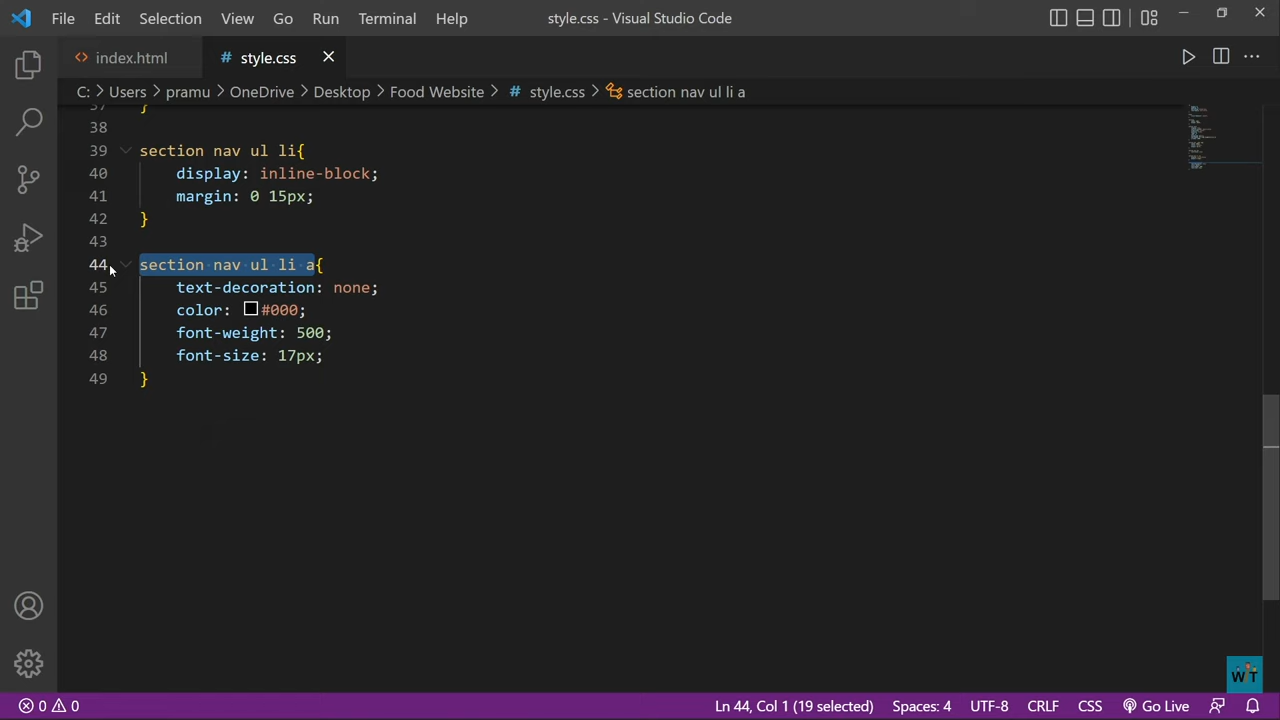 File Edit Selection View Go Run Terminal Help style.css - Visual Studio Code
<> index.html # style.css
C: > Users > pramu > OneDrive > Desktop > Food Website > # style.css > section nav ul li a
37 }
38
39 section nav ul li{
40 display: inline-block;
41 margin: 0 15px;
42 }
43
44 section nav ul li a{
45 text-decoration: none;
46 color: #000;
47 font-weight: 500;
48 font-size: 17px;
49 }
WT
0 0 Ln 44, Col 1 (19 selected) Spaces: 4 UTF-8 CRLF CSS Go Live